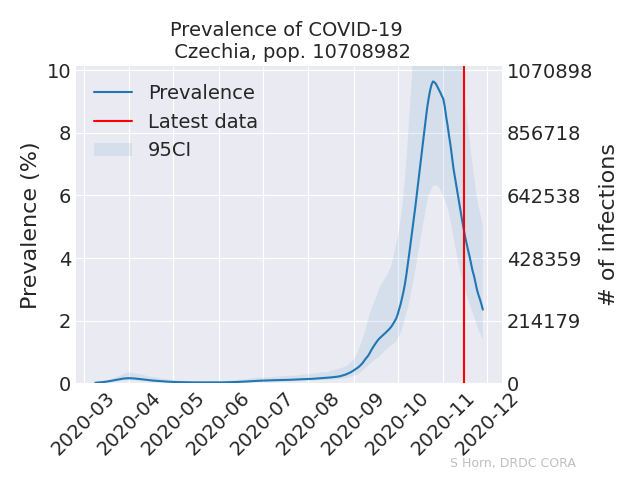 Prevalence of COVID-19
Czechia, pop. 10708982
Prevalence
Latest data
95CI
Prevalence (%)
10
8
6
4
2
0
1070898
856718
642538
428359
214179
0
# of infections
2020-03
2020-04
2020-05
2020-06
2020-07
2020-08
2020-09
2020-10
2020-11
2020-12
S Horn, DRDC CORA